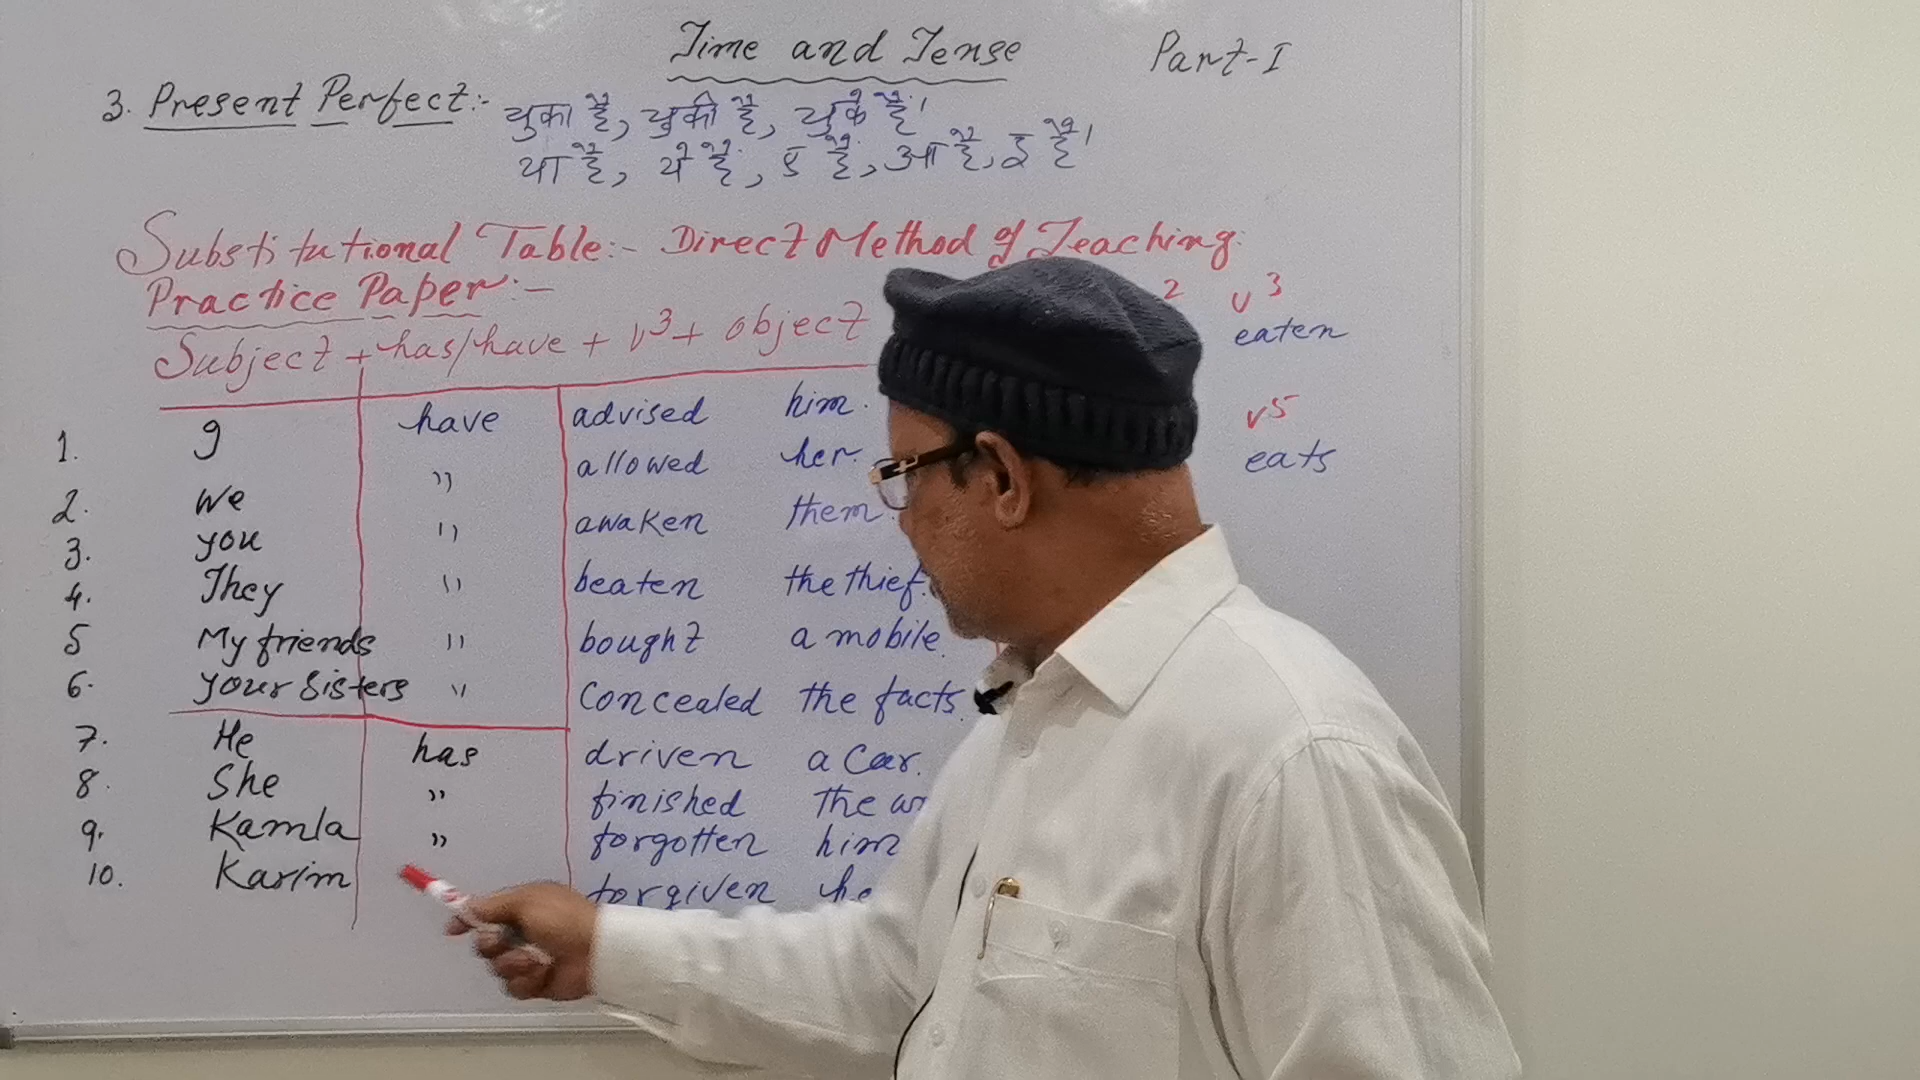 Time and Tense Part-I
3. Present Perfect:- चुका है, चुकी है, चुके हैं।
या है, ये हैं, ई है, आ है, ई हैं।
Substitutional Table:- Direct Method of Teaching
Practice Paper:- 2 v3
Subject + has/have + v3 + object eaten
1. I have advised him. v5
2. We " allowed her. eats
3. you " awaken them
4. They " beaten the thief.
5 My friends " bought a mobile.
6. your sisters " concealed the facts.
7. He has driven a car.
8. She " finished the
9. Kamla " forgotten him
10. Karim forgiven